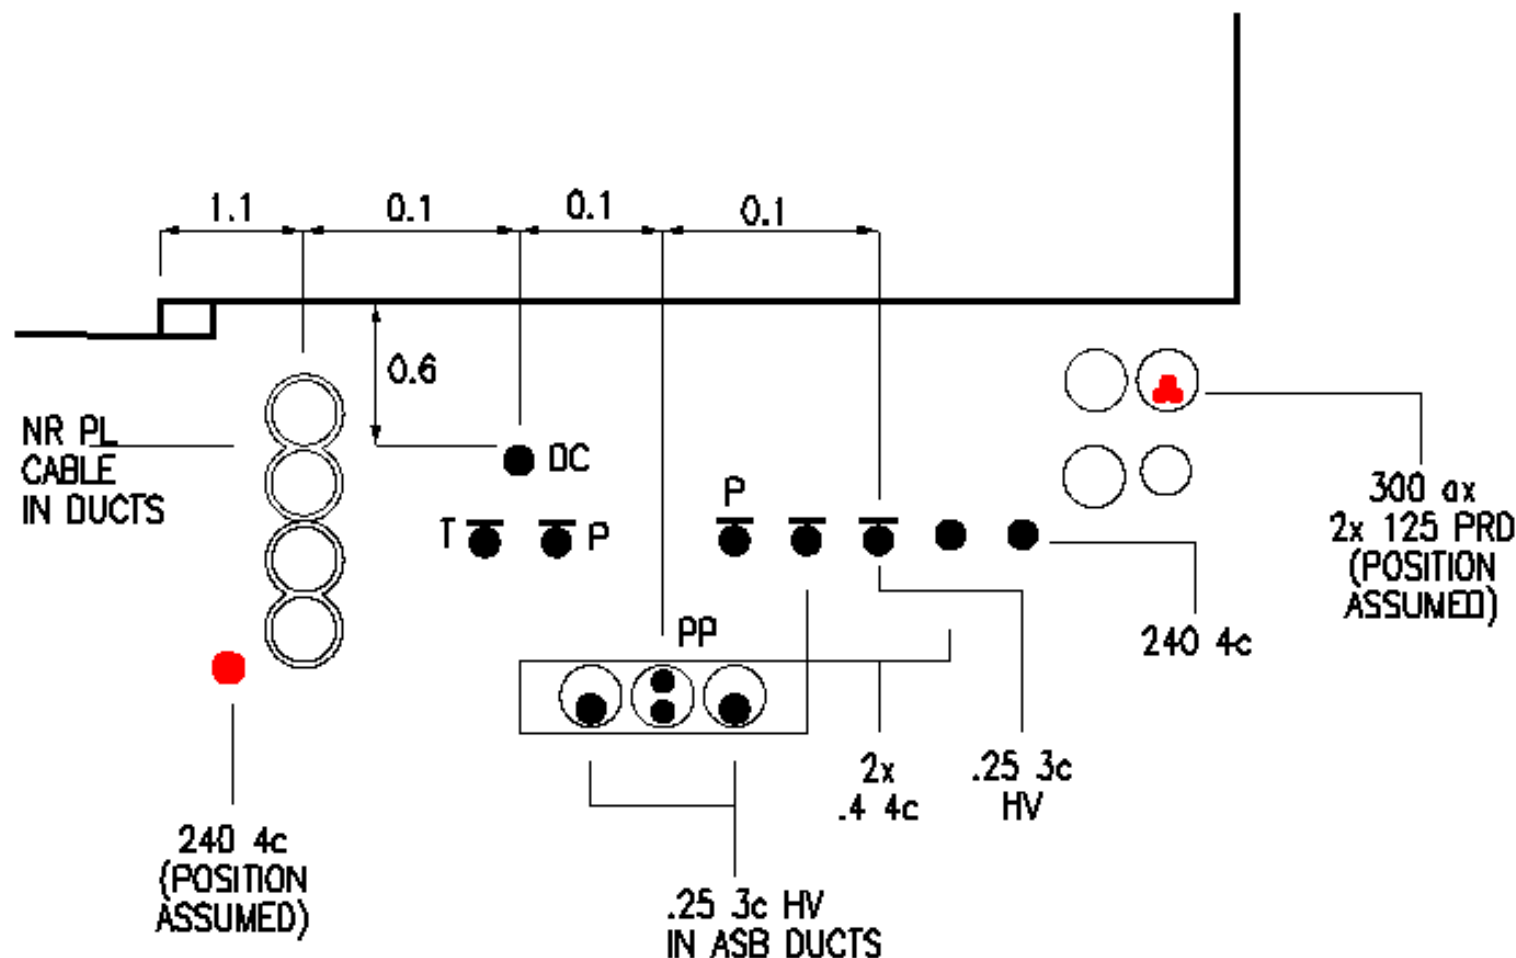 1.1
0.1
0.1
0.1
0.6
NR PL
CABLE
IN DUCTS
DC
T
P
P
300 ax
2x 125 PRD
(POSITION
ASSUMED)
PP
240 4c
2x
.4 4c
.25 3c
HV
240 4c
(POSITION
ASSUMED)
.25 3c HV
IN ASB DUCTS